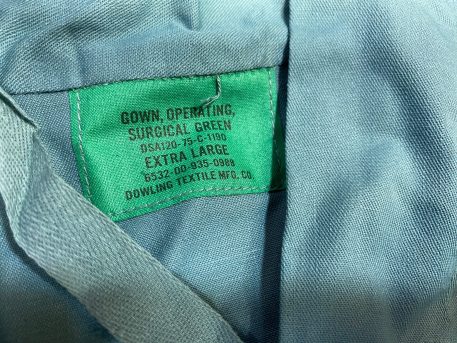 GOWN, OPERATING,
SURGICAL GREEN
DSA120-75-C-1190
EXTRA LARGE
6532-00-935-0988
DOWLING TEXTILE MFG. CO.